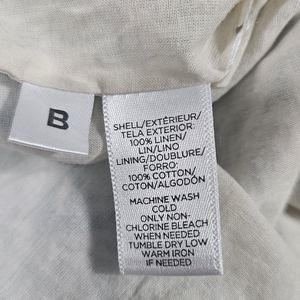 B
SHELL/EXTÉRIEUR/
TELA EXTERIOR:
100% LINEN/
LIN/LINO
LINING/DOUBLURE/
FORRO:
100% COTTON/
COTON/ALGODÓN
MACHINE WASH
COLD
ONLY NON-
CHLORINE BLEACH
WHEN NEEDED
TUMBLE DRY LOW
WARM IRON
IF NEEDED